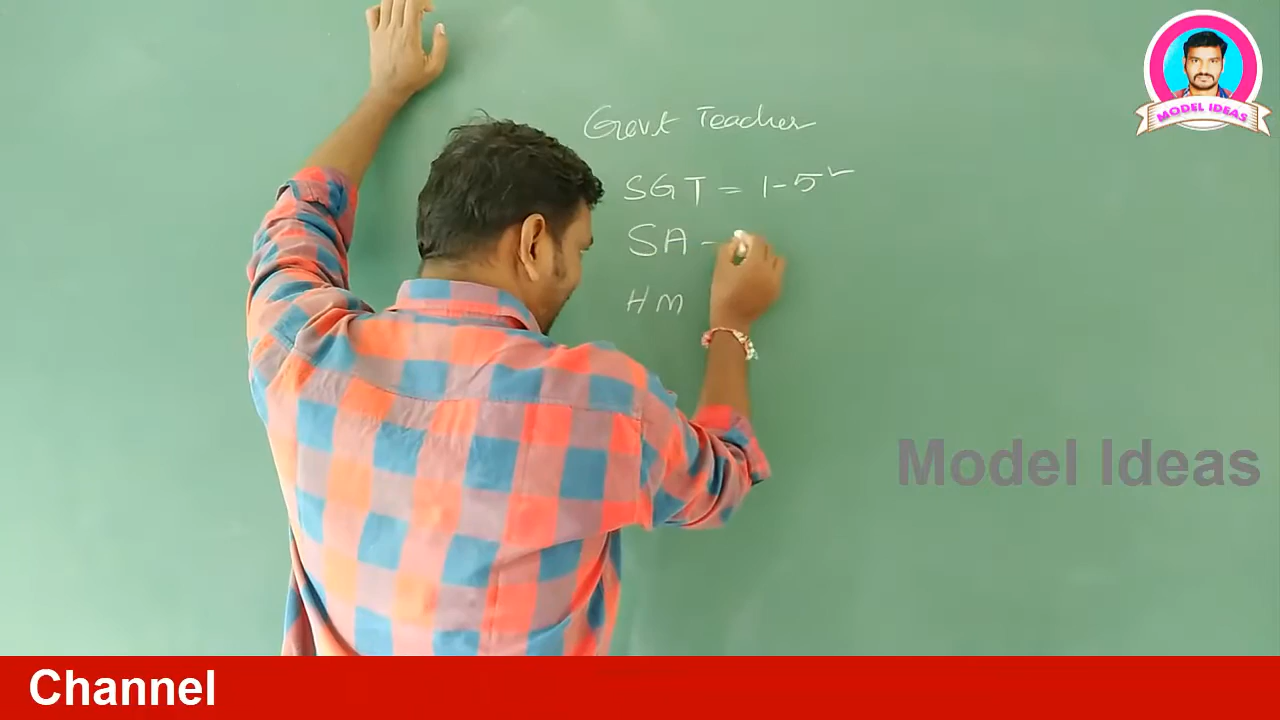 Govt Teacher
SGT = 1-5
SA -
HM
MODEL IDEAS
Model Ideas
Channel